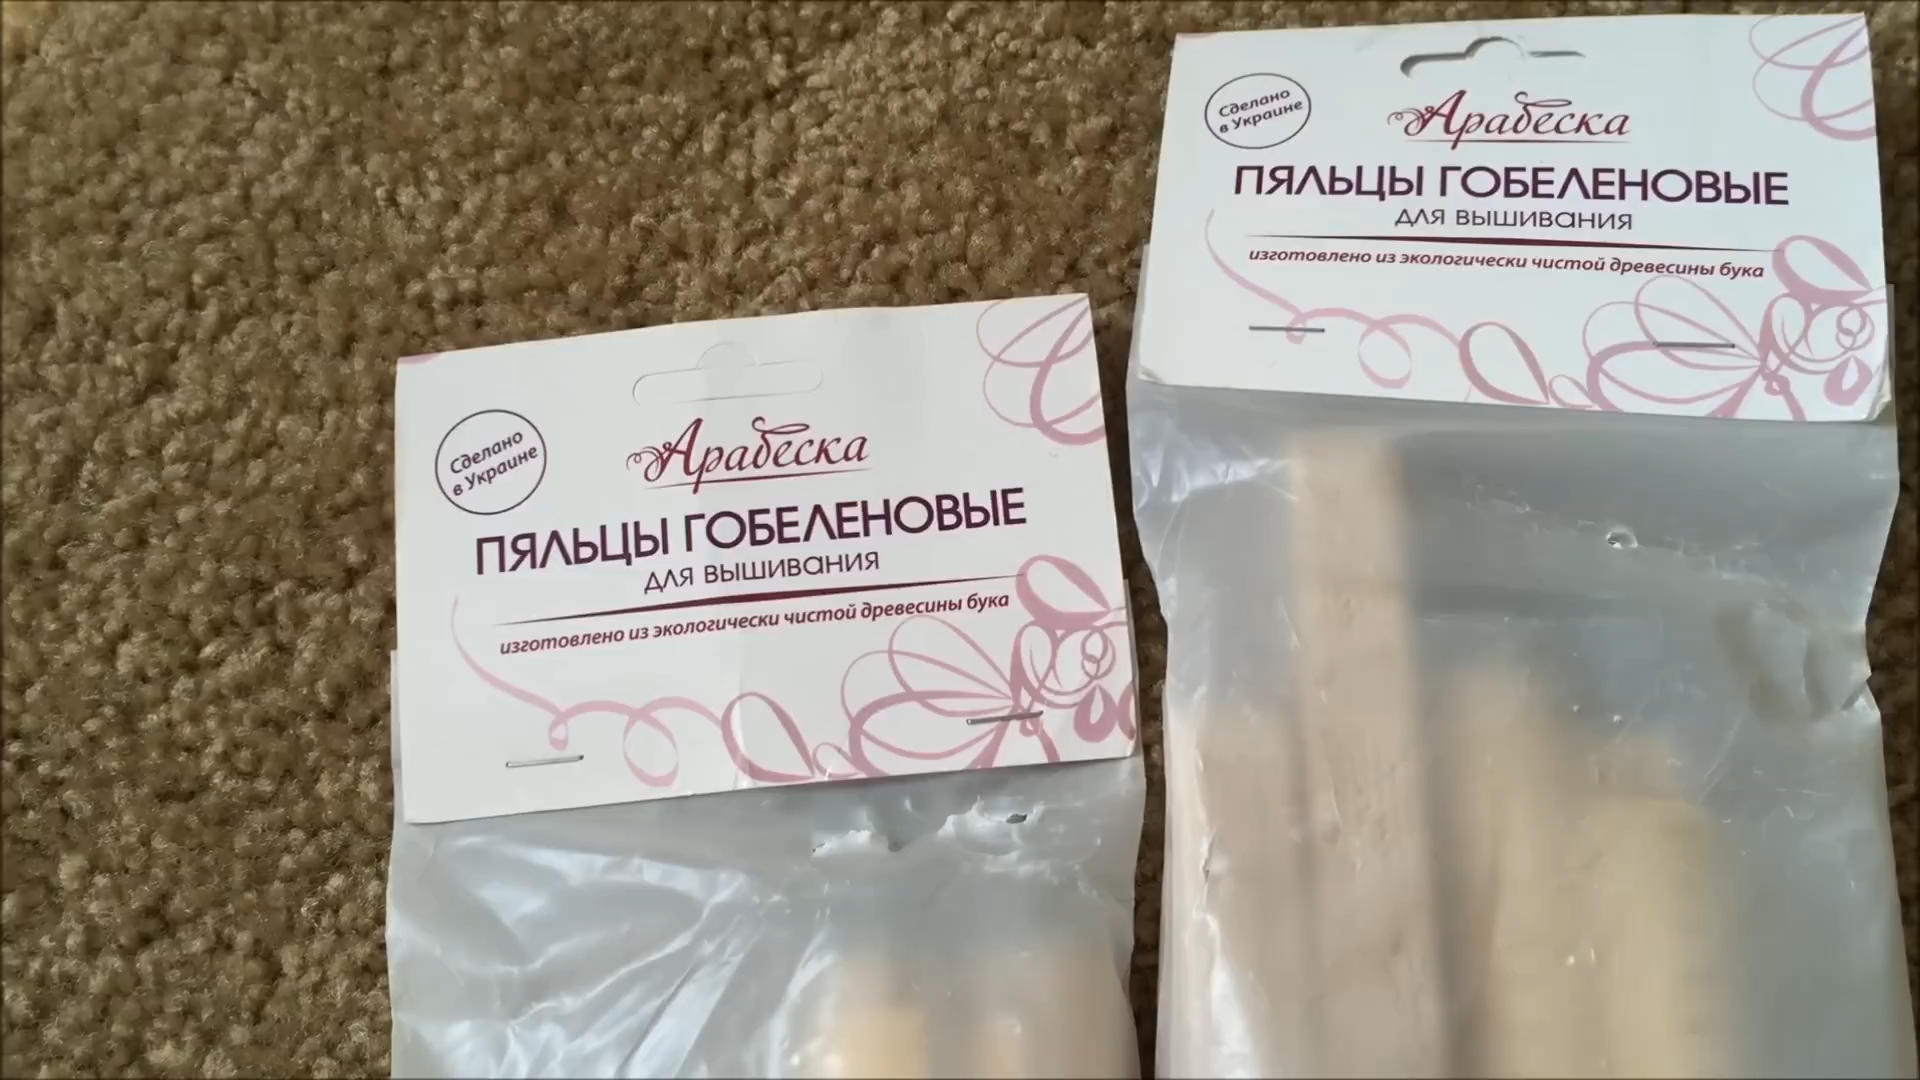 Сделано
в Украине
Арабеска
ПЯЛЬЦЫ ГОБЕЛЕНОВЫЕ
для вышивания
изготовлено из экологически чистой древесины бука
Сделано
в Украине
Арабеска
ПЯЛЬЦЫ ГОБЕЛЕНОВЫЕ
для вышивания
изготовлено из экологически чистой древесины бука